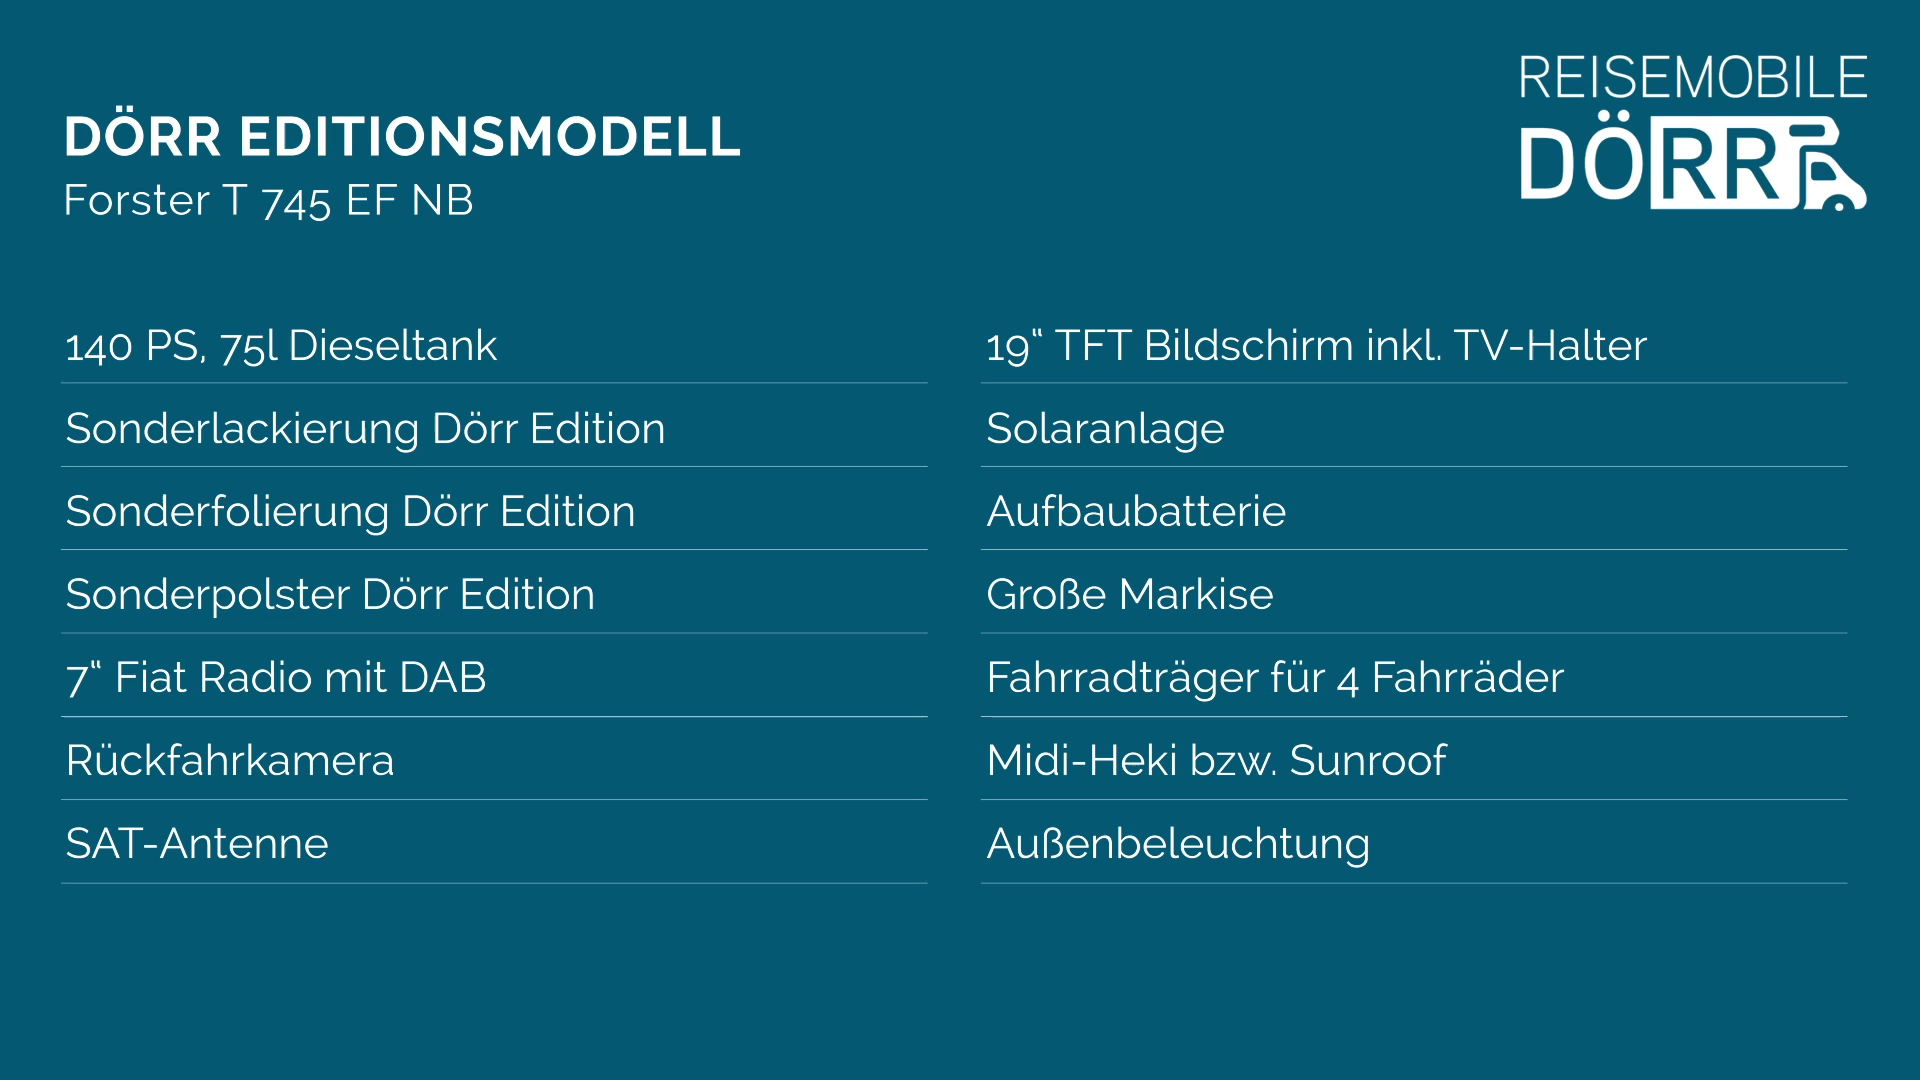 REISEMOBILE
DÖRR
DÖRR EDITIONSMODELL
Forster T 745 EF NB
140 PS, 75l Dieseltank
Sonderlackierung Dörr Edition
Sonderfolierung Dörr Edition
Sonderpolster Dörr Edition
7“ Fiat Radio mit DAB
Rückfahrkamera
SAT-Antenne
19“ TFT Bildschirm inkl. TV-Halter
Solaranlage
Aufbaubatterie
Große Markise
Fahrradträger für 4 Fahrräder
Midi-Heki bzw. Sunroof
Außenbeleuchtung